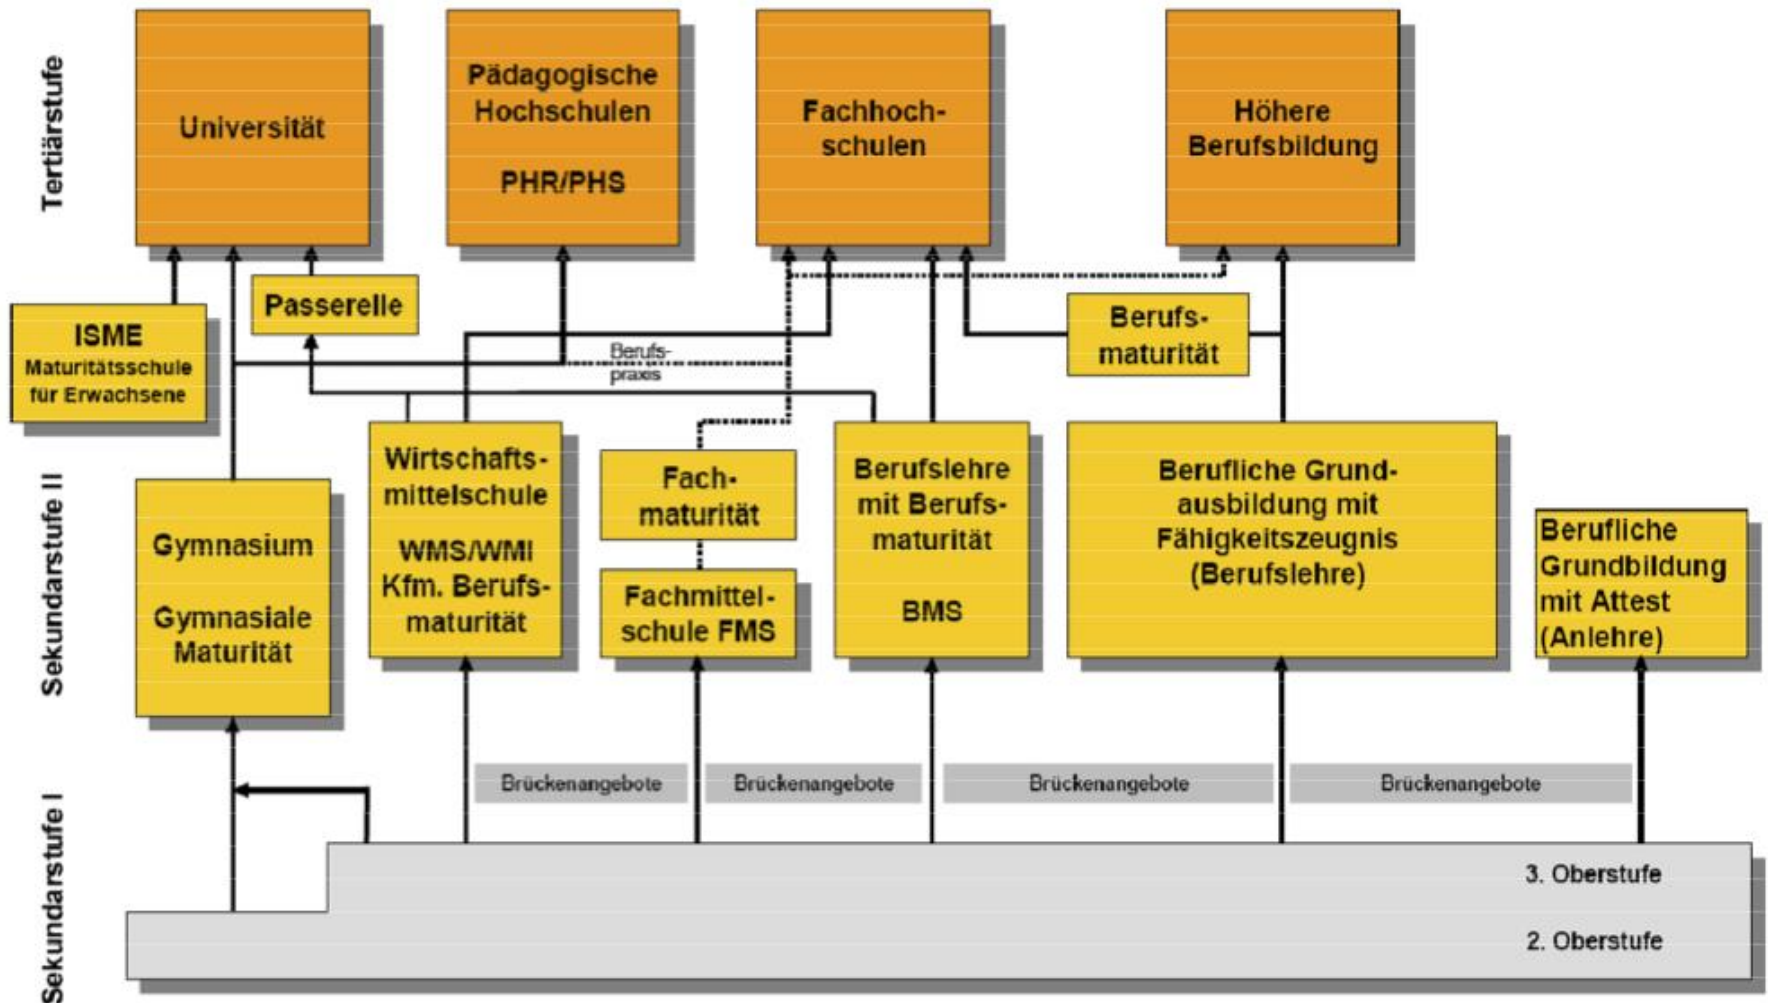 Tertiärstufe
Universität
Pädagogische
Hochschulen
PHR/PHS
Fachhoch-
schulen
Höhere
Berufsbildung
ISME
Maturitätsschule
für Erwachsene
Passerelle
Berufs-
praxis
Berufs-
maturität
Sekundarstufe II
Gymnasium
Gymnasiale
Maturität
Wirtschafts-
mittelschule
WMS/WMI
Kfm. Berufs-
maturität
Fach-
maturität
Fachmittel-
schule FMS
Berufslehre
mit Berufs-
maturität
BMS
Berufliche Grund-
ausbildung mit
Fähigkeitszeugnis
(Berufslehre)
Berufliche
Grundbildung
mit Attest
(Anlehre)
Brückenangebote
Brückenangebote
Brückenangebote
Brückenangebote
Sekundarstufe I
3. Oberstufe
2. Oberstufe